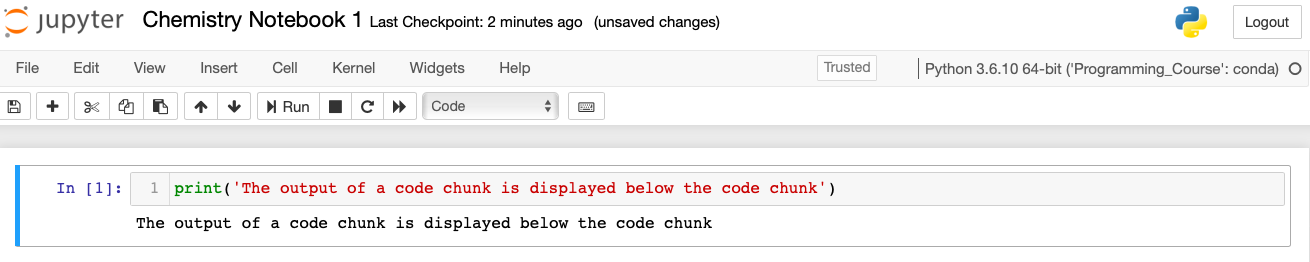 jupyter Chemistry Notebook 1 Last Checkpoint: 2 minutes ago (unsaved changes) Logout
File Edit View Insert Cell Kernel Widgets Help Trusted Python 3.6.10 64-bit ('Programming_Course': conda)
Run Code
In [1]: 1 print('The output of a code chunk is displayed below the code chunk')
The output of a code chunk is displayed below the code chunk